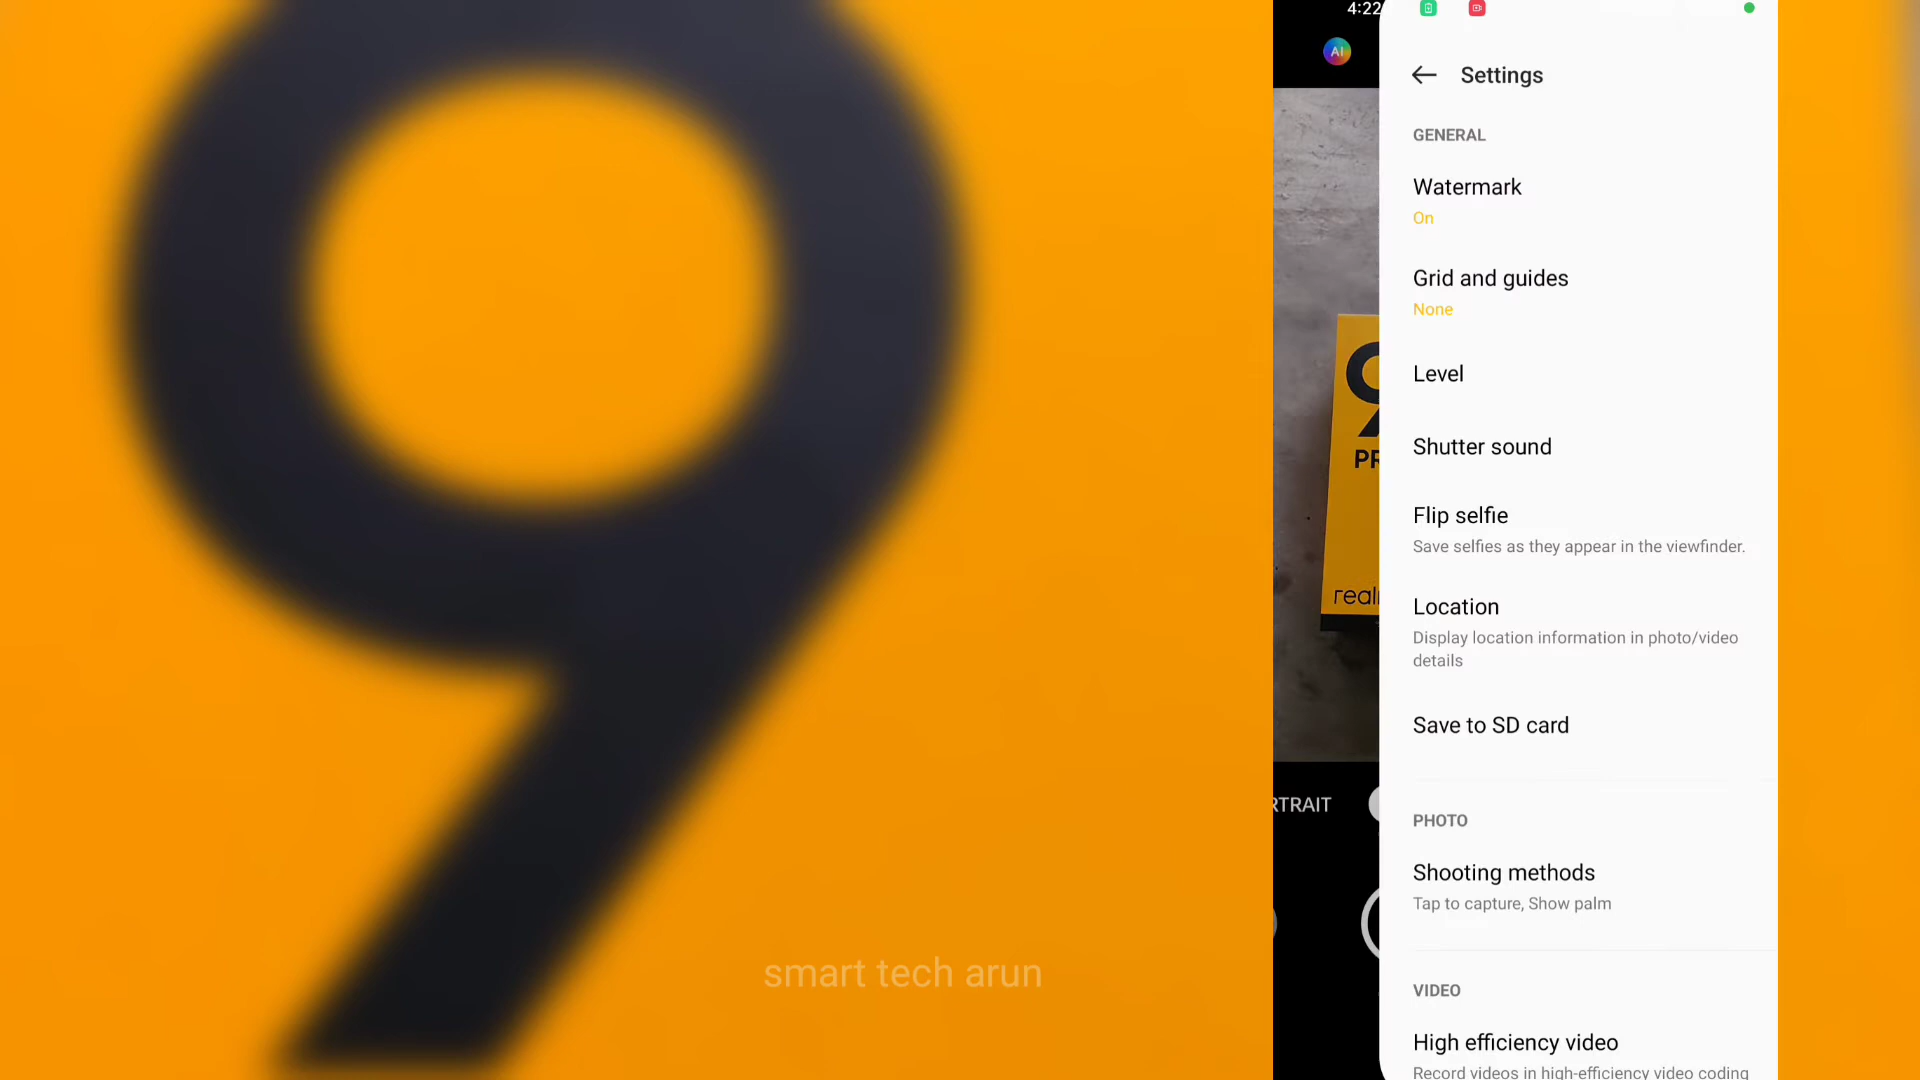 9
4:22
AI
Settings
GENERAL
Watermark
On
Grid and guides
None
Level
Shutter sound
Flip selfie
Save selfies as they appear in the viewfinder.
Location
Display location information in photo/video
details
Save to SD card
PHOTO
Shooting methods
Tap to capture, Show palm
VIDEO
High efficiency video
Record videos in high-efficiency video coding
9
PR
real
RTRAIT
smart tech arun